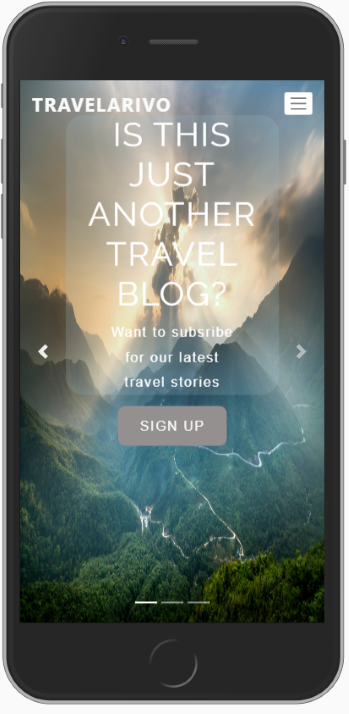 TRAVELARIVO
IS THIS
JUST
ANOTHER
TRAVEL
BLOG?
Want to subsribe
for our latest
travel stories
SIGN UP